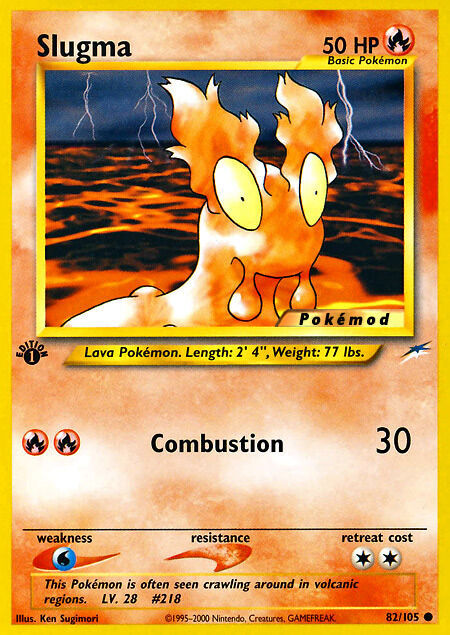 Slugma
50 HP
Basic Pokémon
Pokémod
EDITION
1
Lava Pokémon. Length: 2' 4", Weight: 77 lbs.
Combustion 30
weakness resistance retreat cost
This Pokémon is often seen crawling around in volcanic
regions. LV. 28 #218
Illus. Ken Sugimori ©1995–2000 Nintendo, Creatures, GAMEFREAK. 82/105